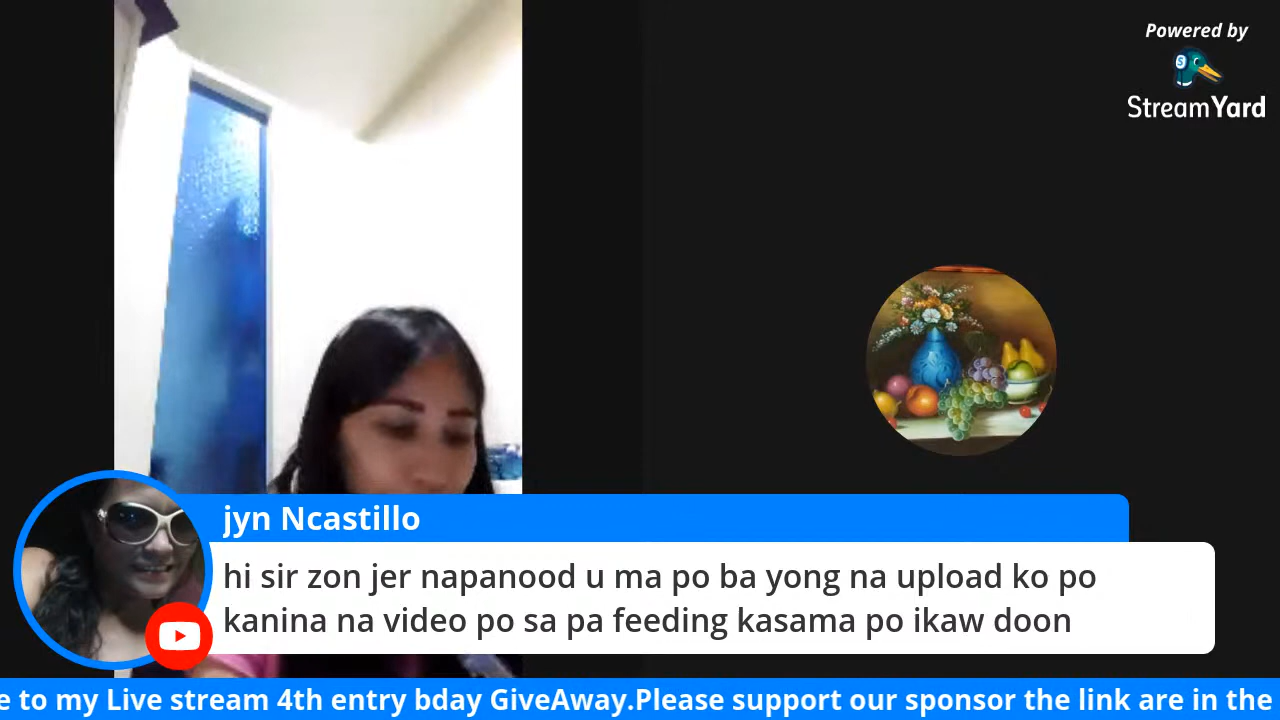 Powered by
StreamYard
jyn Ncastillo
hi sir zon jer napanood u ma po ba yong na upload ko po
kanina na video po sa pa feeding kasama po ikaw doon
e to my Live stream 4th entry bday GiveAway.Please support our sponsor the link are in the